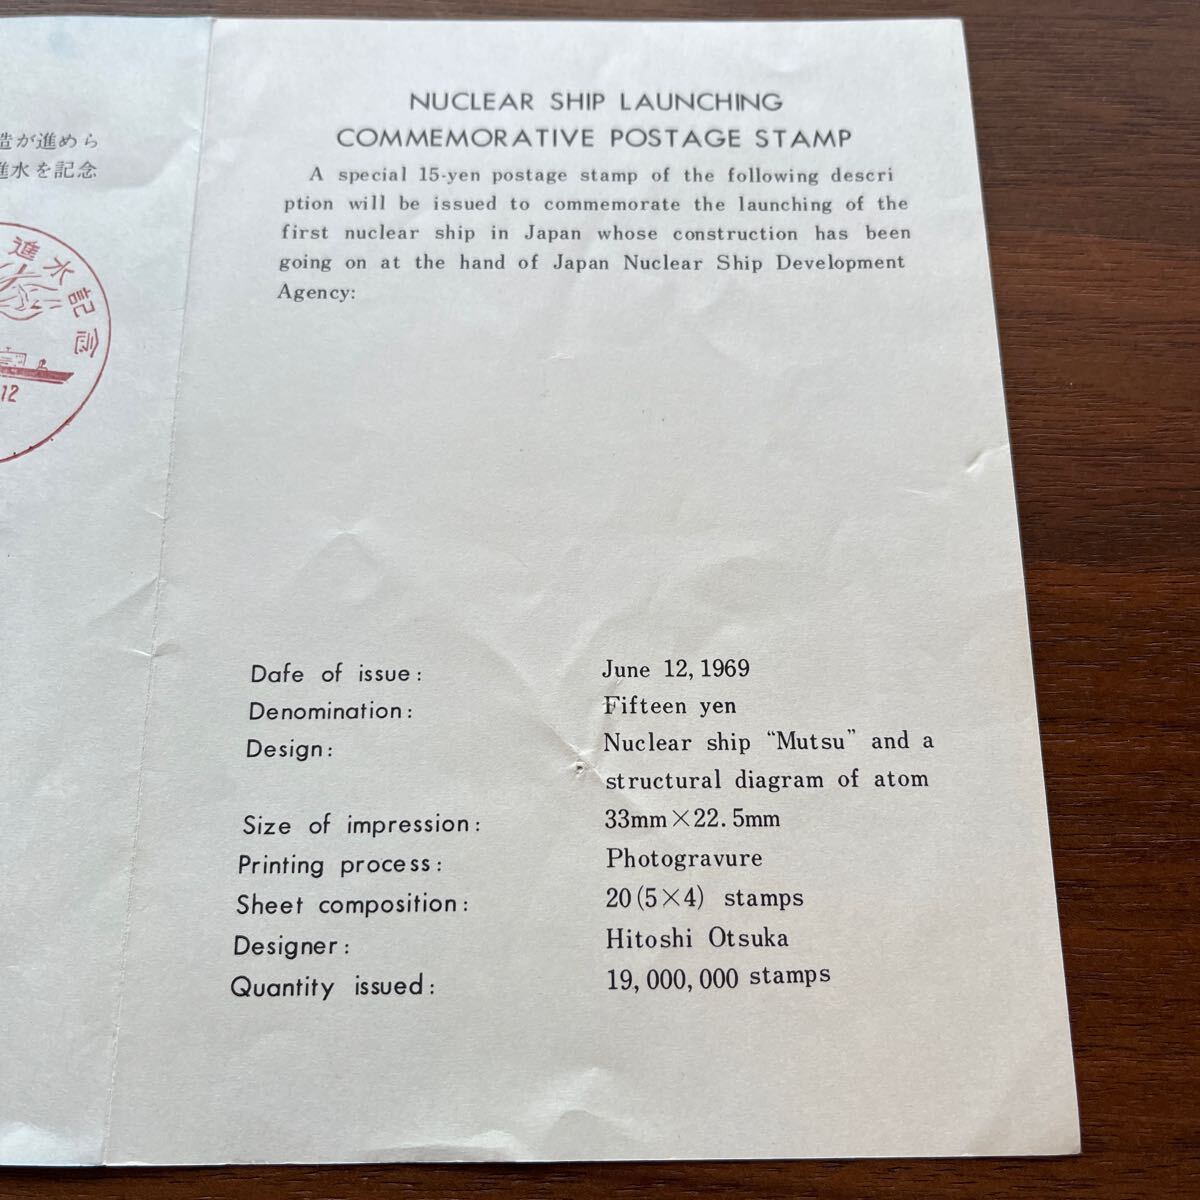 造が進めら
進水を記念
進水記念
12
NUCLEAR SHIP LAUNCHING
COMMEMORATIVE POSTAGE STAMP
A special 15-yen postage stamp of the following descri
ption will be issued to commemorate the launching of the
first nuclear ship in Japan whose construction has been
going on at the hand of Japan Nuclear Ship Development
Agency:
Dafe of issue: June 12, 1969
Denomination: Fifteen yen
Design: Nuclear ship “Mutsu” and a
structural diagram of atom
Size of impression: 33mm×22.5mm
Printing process: Photogravure
Sheet composition: 20(5×4) stamps
Designer: Hitoshi Otsuka
Quantity issued: 19,000,000 stamps